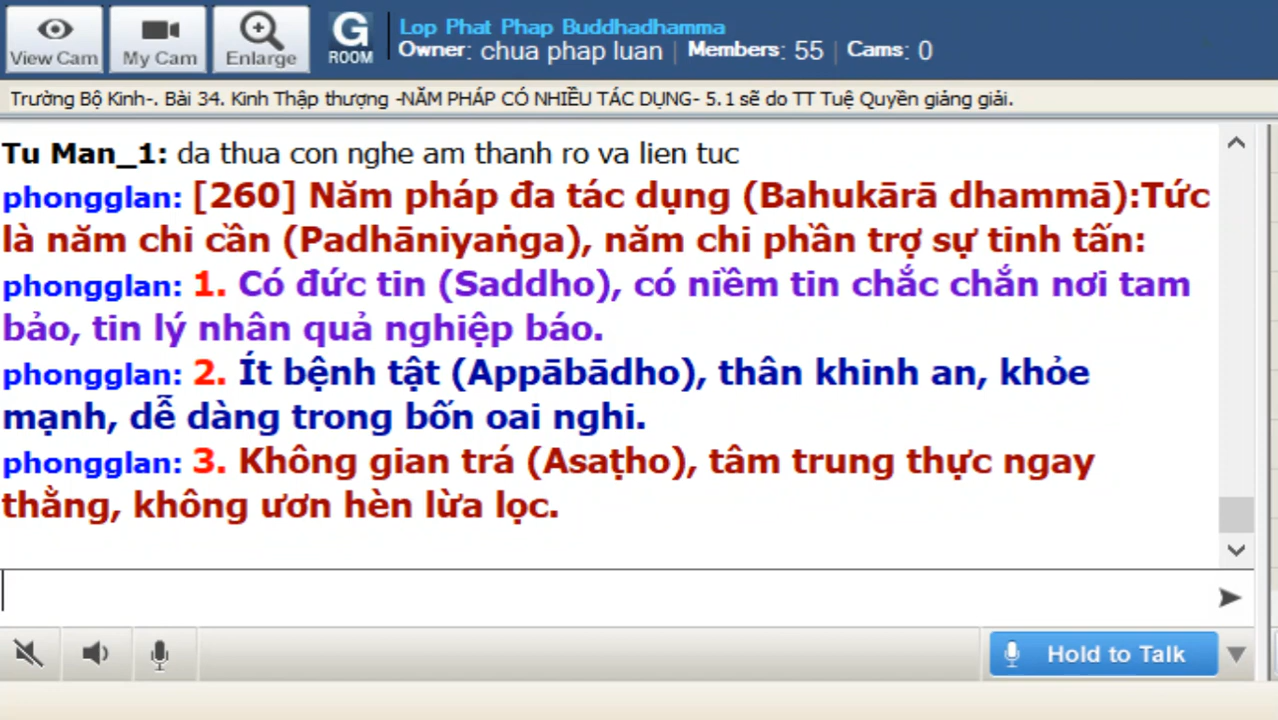 View Cam
My Cam
Enlarge
G
ROOM
Lop Phat Phap Buddhadhamma
Owner: chua phap luan | Members: 55 | Cams: 0
Trường Bộ Kinh-. Bài 34. Kinh Thập thượng -NĂM PHÁP CÓ NHIỀU TÁC DỤNG- 5.1 sẽ do TT Tuệ Quyền giảng giải.
Tu Man_1: da thua con nghe am thanh ro va lien tuc
phongglan: [260] Năm pháp đa tác dụng (Bahukārā dhammā):Tức
là năm chi cần (Padhāniyaṅga), năm chi phần trợ sự tinh tấn:
phongglan: 1. Có đức tin (Saddho), có niềm tin chắc chắn nơi tam
bảo, tin lý nhân quả nghiệp báo.
phongglan: 2. Ít bệnh tật (Appābādho), thân khinh an, khỏe
mạnh, dễ dàng trong bốn oai nghi.
phongglan: 3. Không gian trá (Asaṭho), tâm trung thực ngay
thằng, không ươn hèn lừa lọc.
Hold to Talk